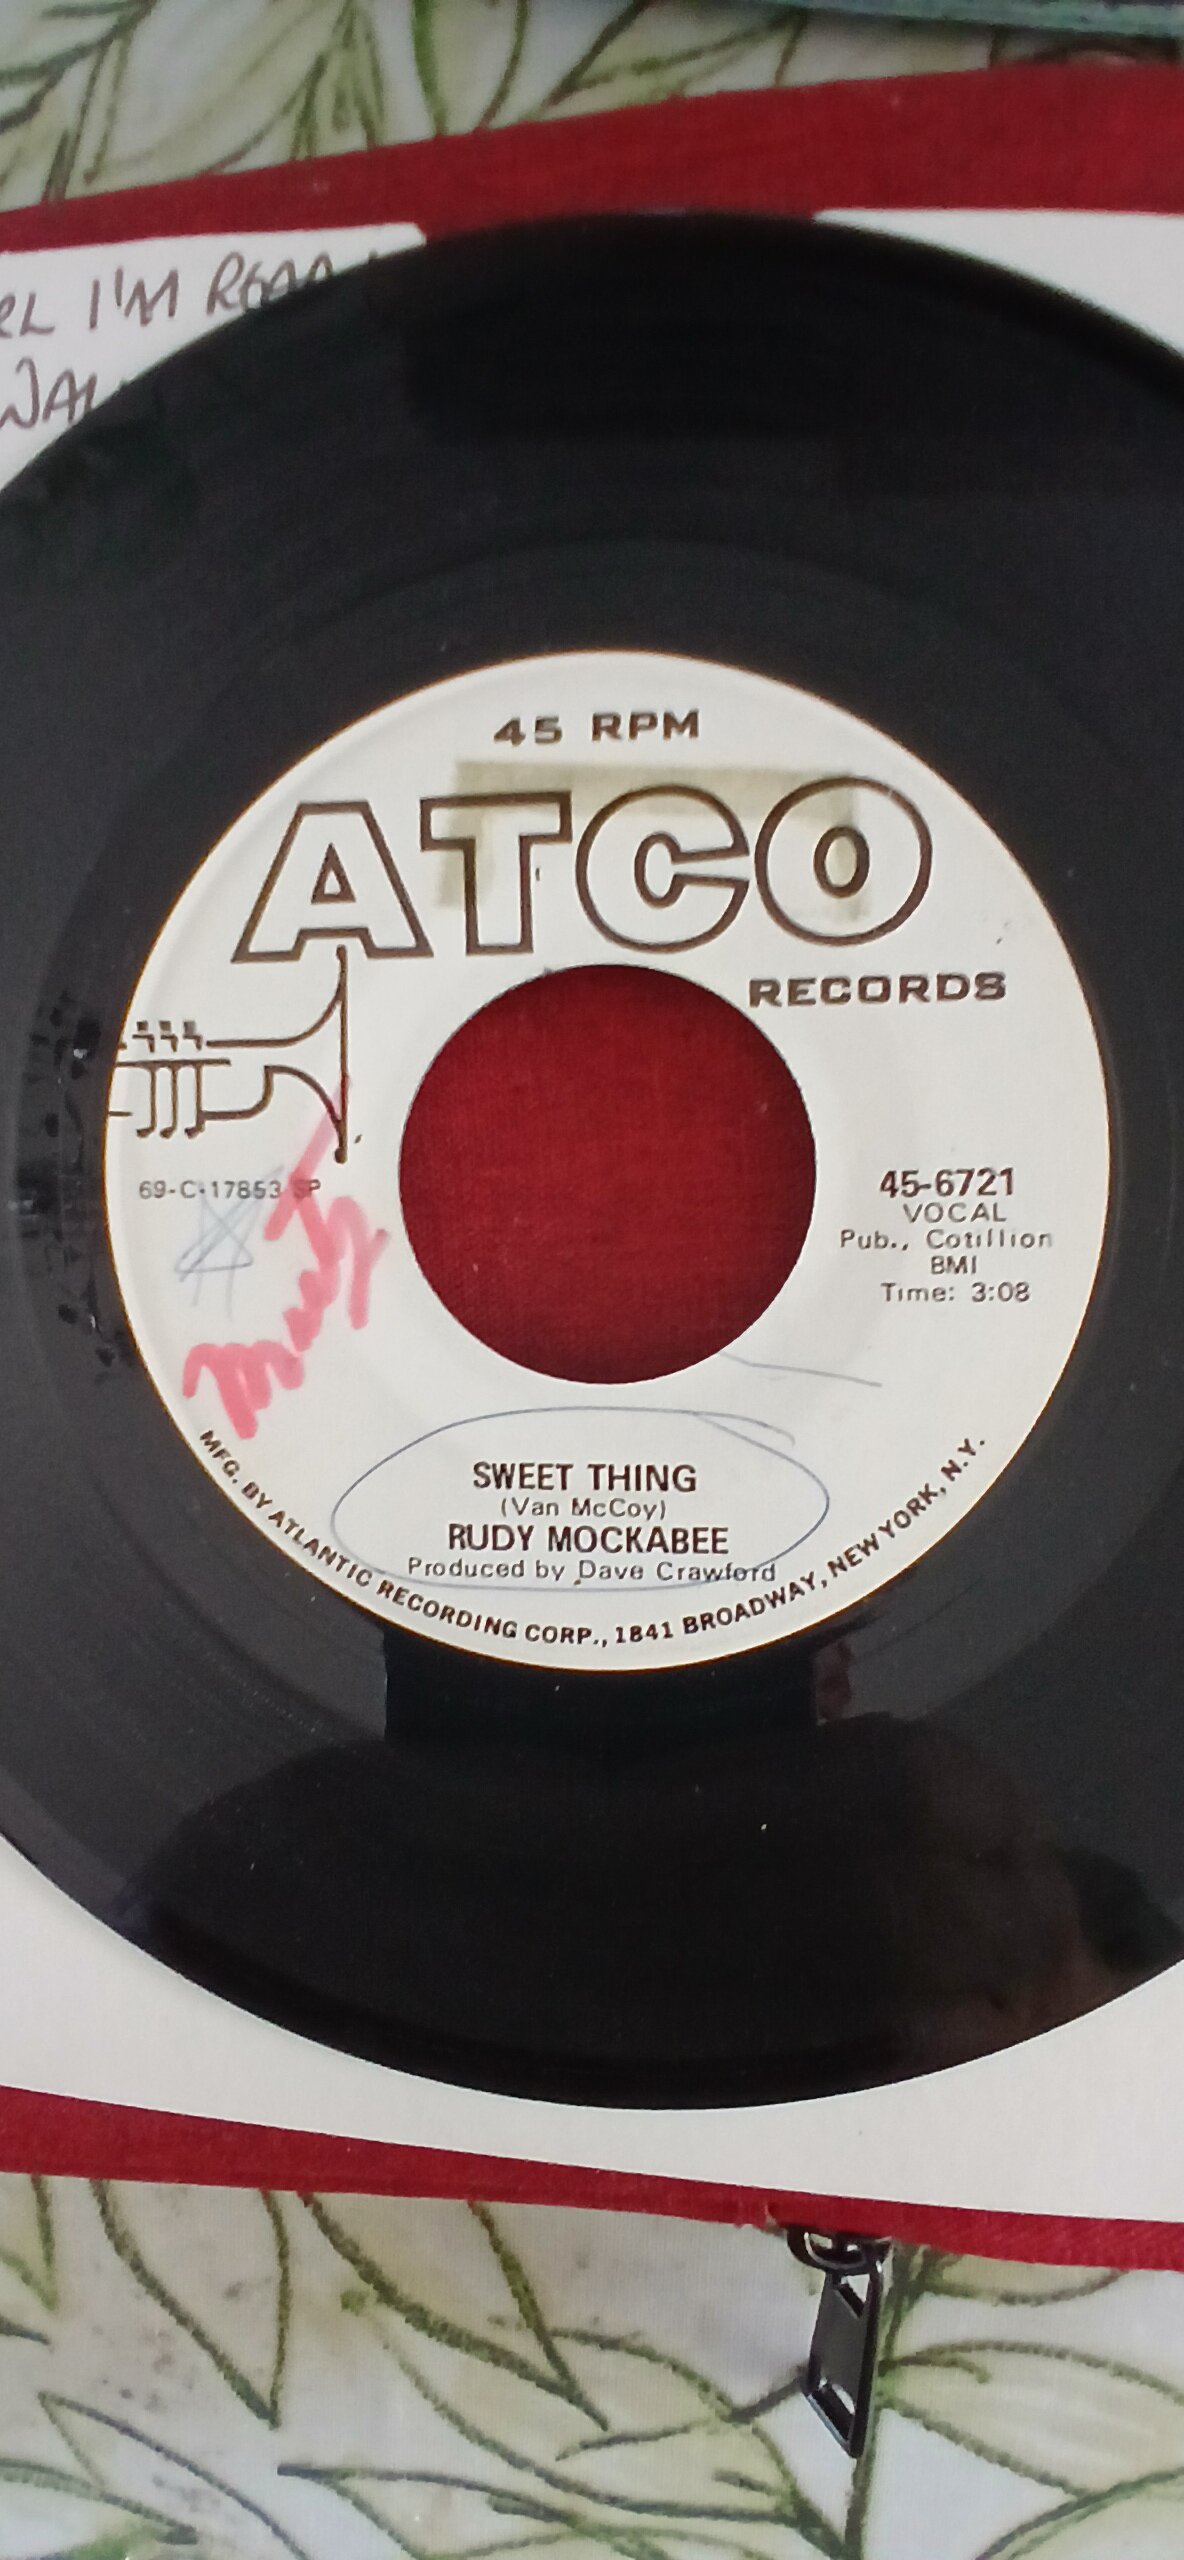 I'M
45 RPM
ATCO
RECORDS
69-C-17853 SP
45-6721
VOCAL
Pub., Cotillion
BMI
Time: 3:08
SWEET THING
(Van McCoy)
RUDY MOCKABEE
Produced by Dave Crawford
MFG. BY ATLANTIC RECORDING CORP., 1841 BROADWAY, NEW YORK, N.Y.